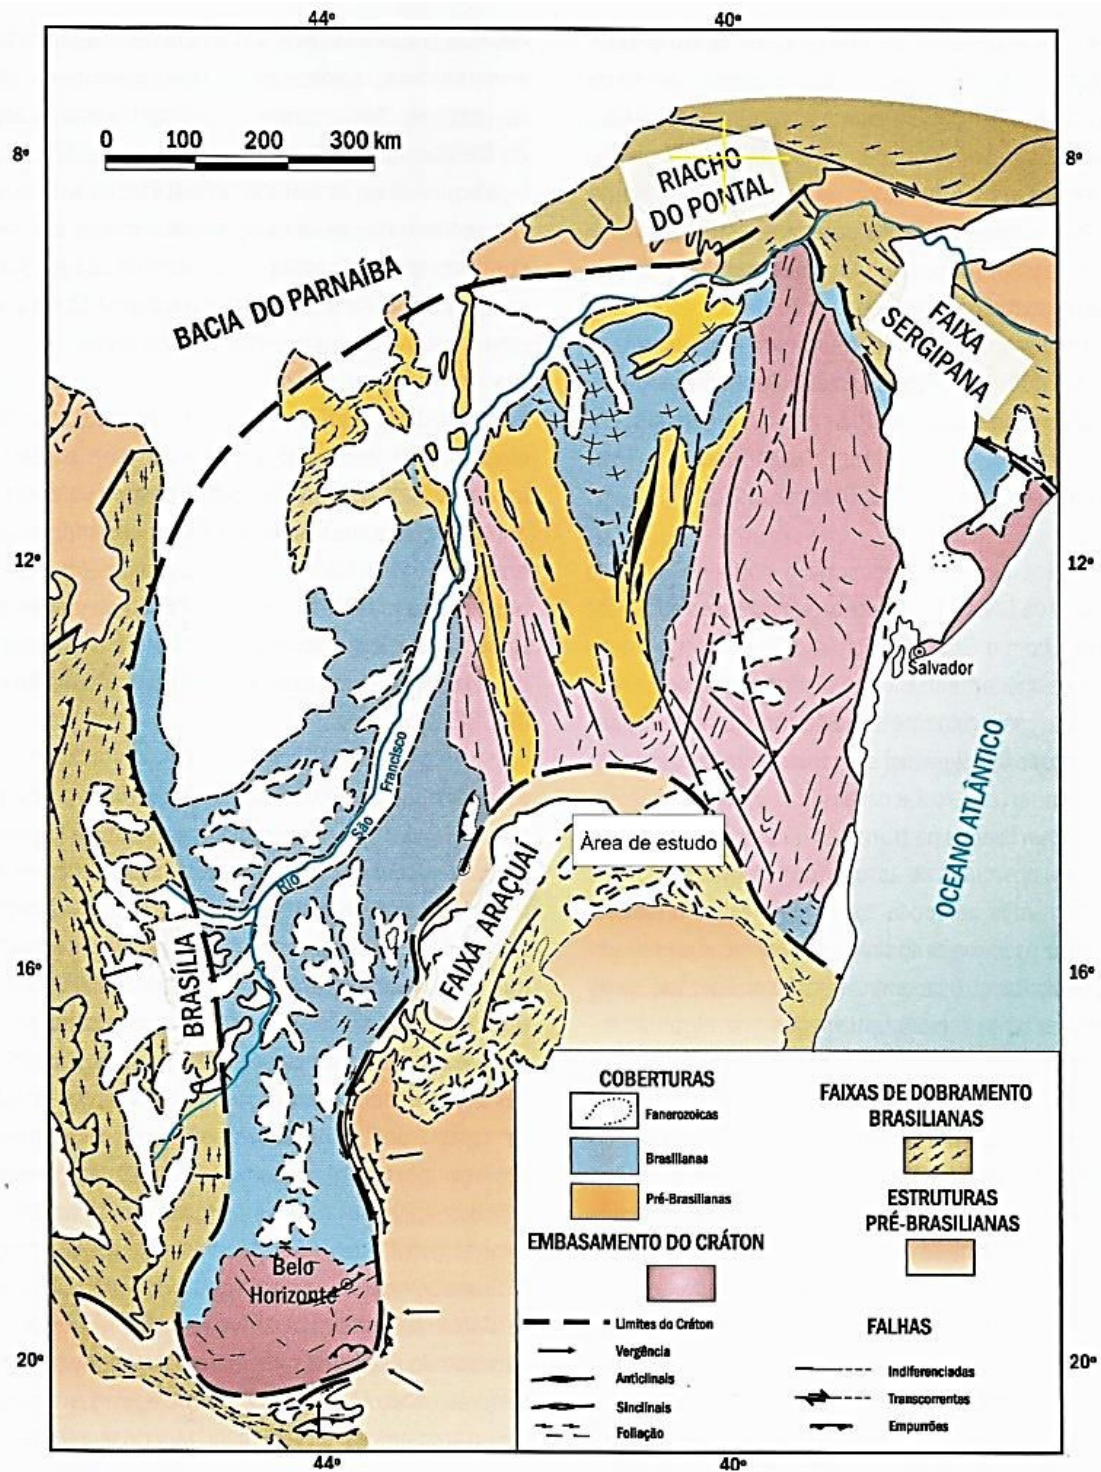 44°
40°
0 100 200 300 km
8°
8°
RIACHO
DO PONTAL
BACIA DO PARNAÍBA
FAIXA
SERGIPANA
12°
12°
Salvador
Rio
São
Francisco
OCEANO ATLÂNTICO
Àrea de estudo
FAIXA ARAÇUAÍ
BRASÍLIA
16°
16°
COBERTURAS
Fanerozoicas
Brasilianas
Pré-Brasilianas
EMBASAMENTO DO CRÁTON
Limites do Cráton
Vergência
Anticlinais
Sinclinais
Foliação
FAIXAS DE DOBRAMENTO
BRASILIANAS
ESTRUTURAS
PRÉ-BRASILIANAS
FALHAS
Indiferenciadas
Transcorrentes
Empurrões
Belo
Horizonte
20°
20°
44°
40°